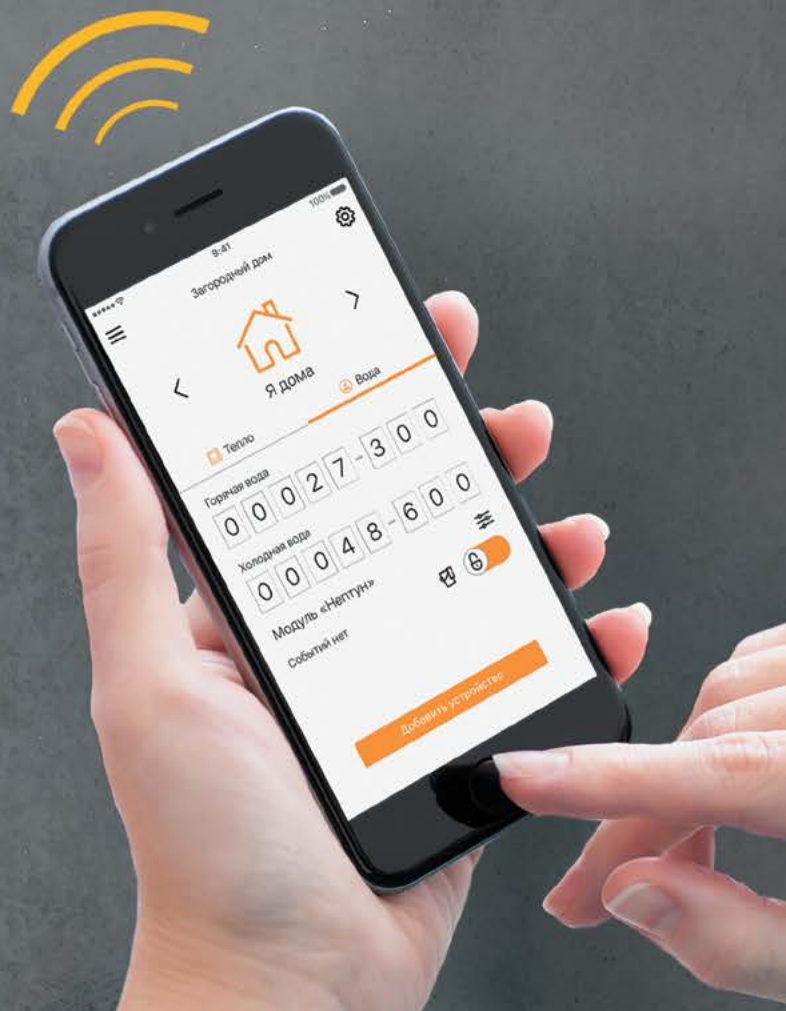 9:41
100%
Загородный дом
Я дома
Тепло
Вода
Горячая вода
00027-300
Холодная вода
00048-600
Модуль «Нептун»
Событий нет
Добавить устройство